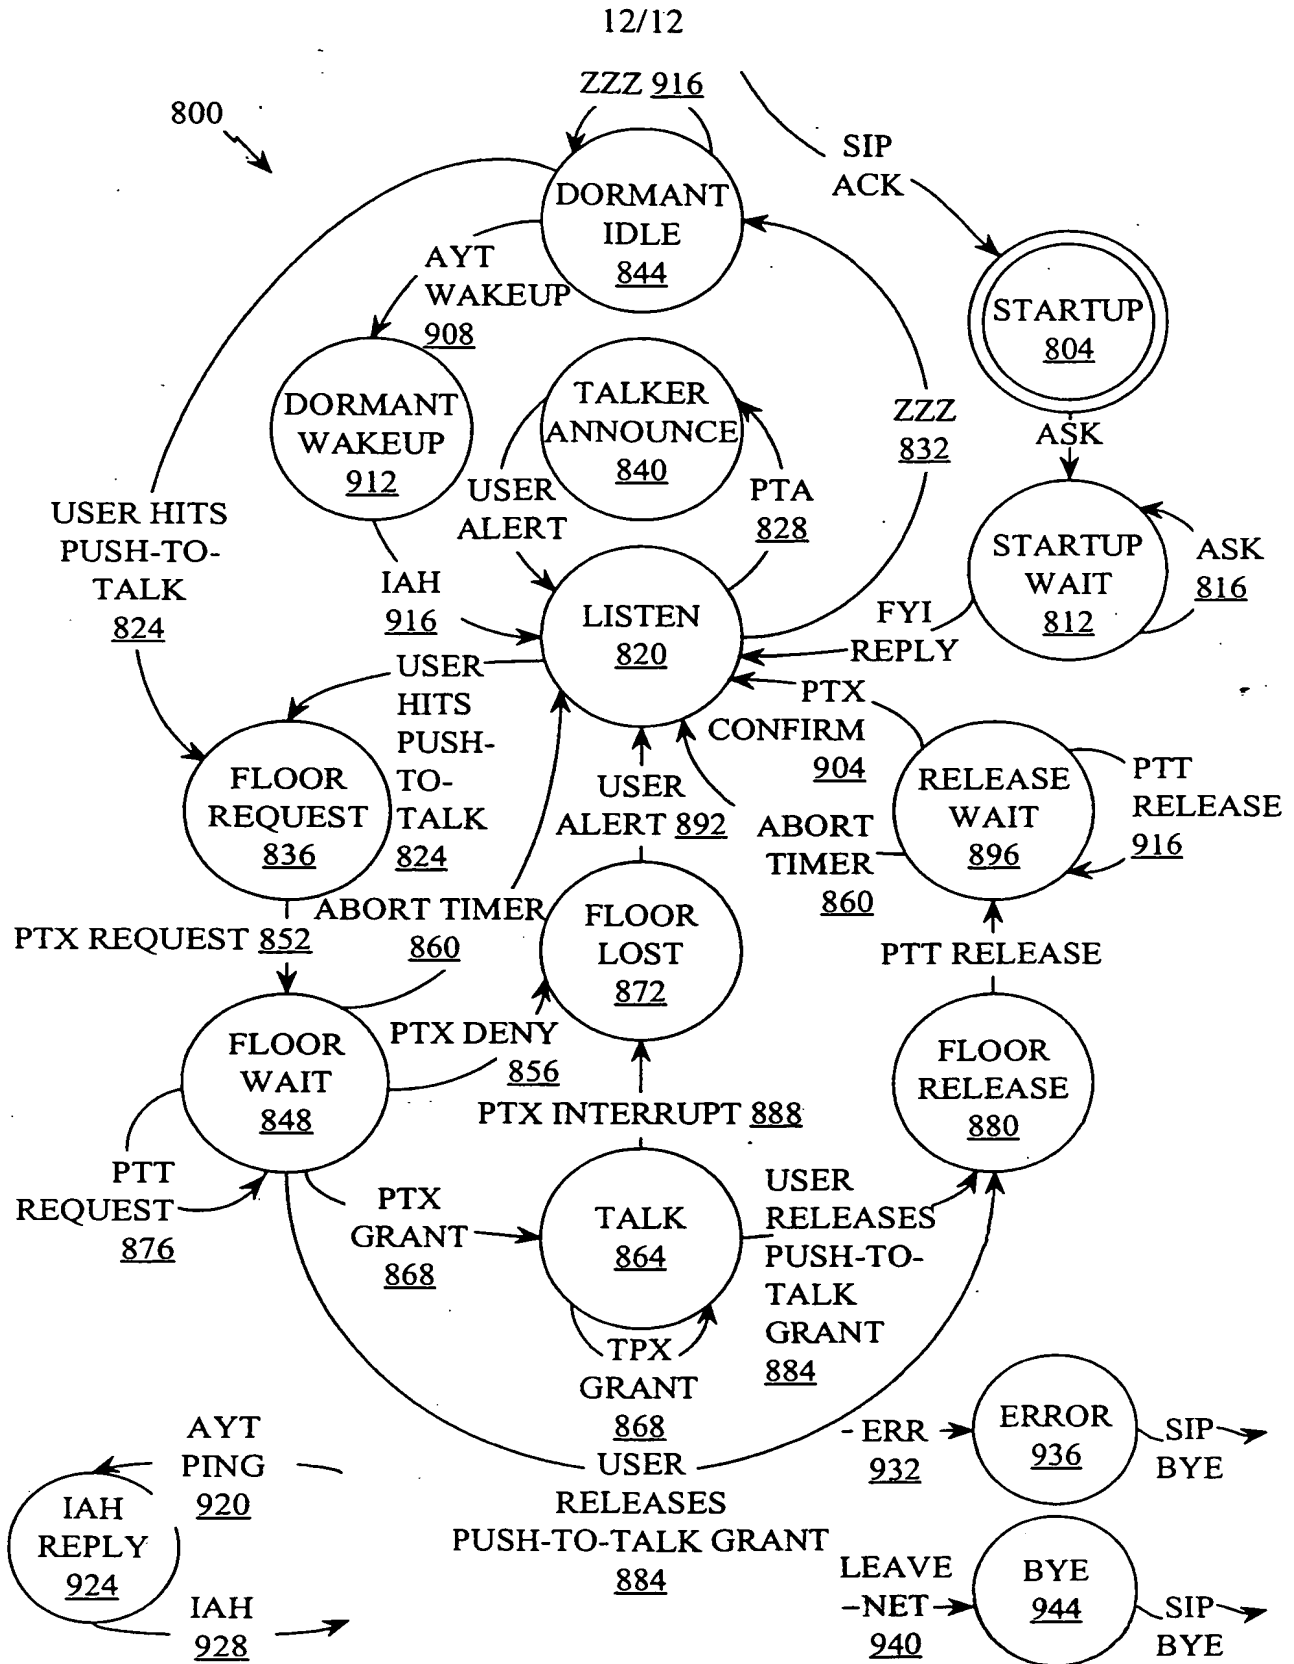 12/12
800
ZZZ 916
SIP
ACK
DORMANT
IDLE
844
AYT
WAKEUP
908
STARTUP
804
ASK
DORMANT
WAKEUP
912
TALKER
ANNOUNCE
840
ZZZ
832
USER
ALERT
PTA
828
USER HITS
PUSH-TO-
TALK
824
STARTUP
WAIT
812
ASK
816
IAH
916
LISTEN
820
FYI
REPLY
USER
HITS
PUSH-
TO-
TALK
824
PTX
CONFIRM
904
FLOOR
REQUEST
836
USER
ALERT 892
RELEASE
WAIT
896
PTT
RELEASE
916
ABORT
TIMER
860
PTX REQUEST 852
ABORT TIMER
860
FLOOR
LOST
872
PTT RELEASE
FLOOR
WAIT
848
PTX DENY
856
FLOOR
RELEASE
880
PTX INTERRUPT 888
PTT
REQUEST
876
PTX
GRANT
868
TALK
864
USER
RELEASES
PUSH-TO-
TALK
GRANT
884
TPX
GRANT
868
USER
RELEASES
PUSH-TO-TALK GRANT
884
AYT
PING
920
IAH
REPLY
924
IAH
928
ERR
932
ERROR
936
SIP
BYE
LEAVE
NET
940
BYE
944
SIP
BYE